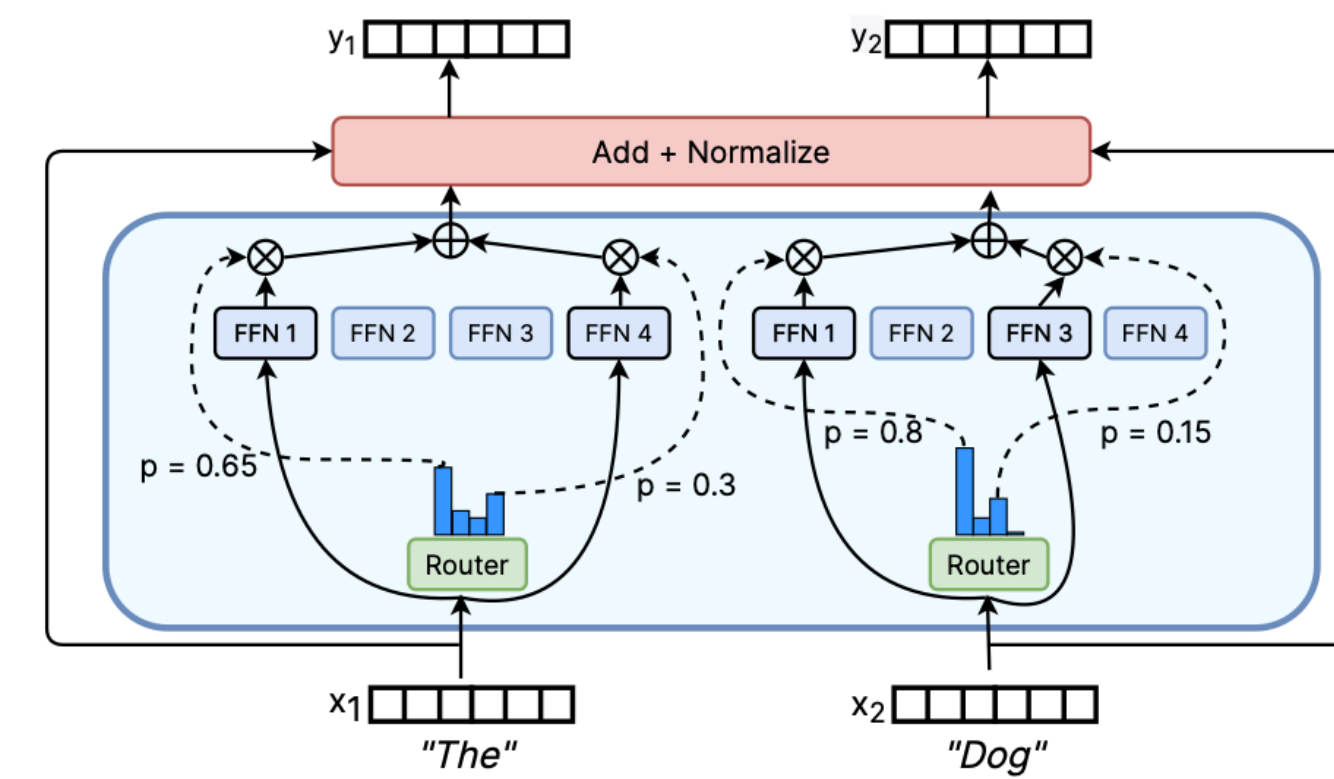 y1
y2
Add + Normalize
FFN 1
FFN 2
FFN 3
FFN 4
FFN 1
FFN 2
FFN 3
FFN 4
p = 0.65
p = 0.3
p = 0.8
p = 0.15
Router
Router
x1
x2
"The"
"Dog"